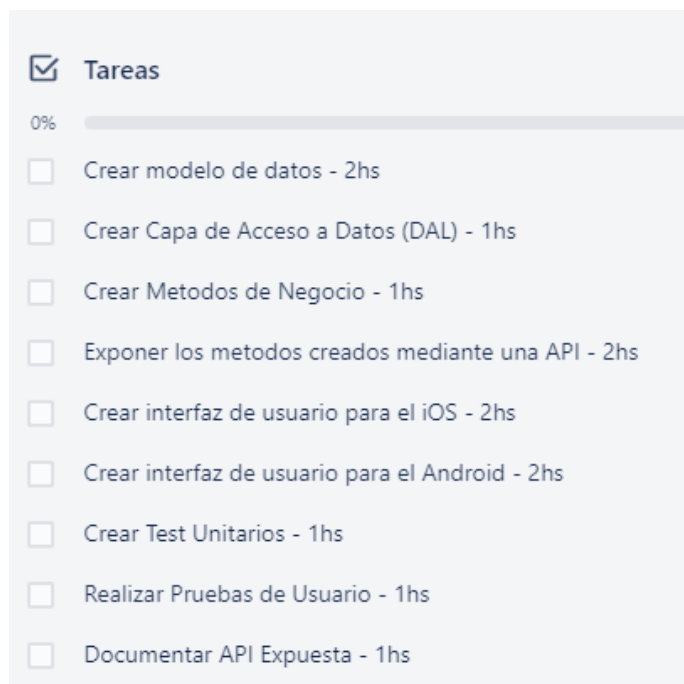 Tareas
0%
Crear modelo de datos - 2hs
Crear Capa de Acceso a Datos (DAL) - 1hs
Crear Metodos de Negocio - 1hs
Exponer los metodos creados mediante una API - 2hs
Crear interfaz de usuario para el iOS - 2hs
Crear interfaz de usuario para el Android - 2hs
Crear Test Unitarios - 1hs
Realizar Pruebas de Usuario - 1hs
Documentar API Expuesta - 1hs